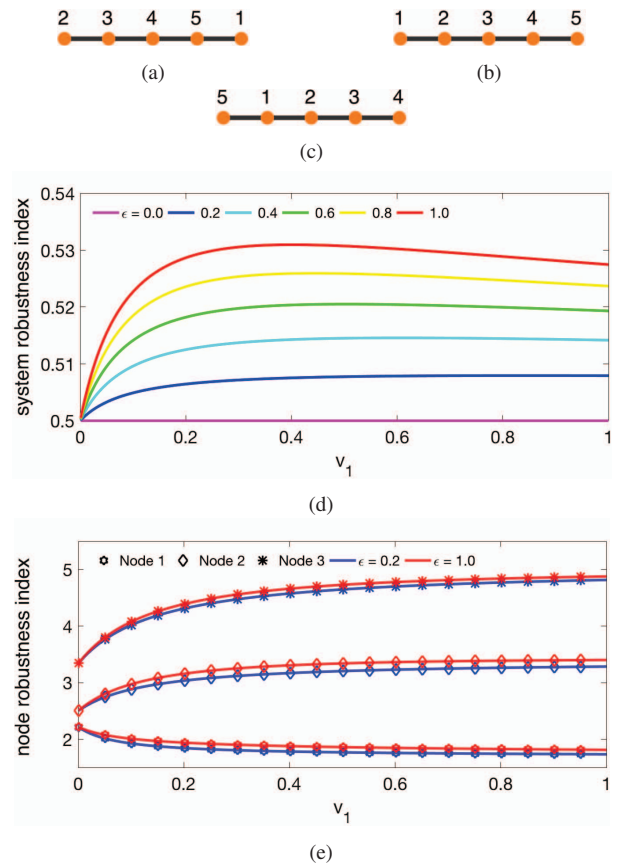 2 3 4 5 1
1 2 3 4 5
(a)
(b)
5 1 2 3 4
(c)
0.54
0.53
0.52
0.51
0.5
system robustness index
ϵ = 0.0 0.2 0.4 0.6 0.8 1.0
0 0.2 0.4 0.6 0.8 1
v₁
(d)
5
4
3
2
node robustness index
Node 1 Node 2 Node 3 ϵ = 0.2 ϵ = 1.0
0 0.2 0.4 0.6 0.8 1
v₁
(e)